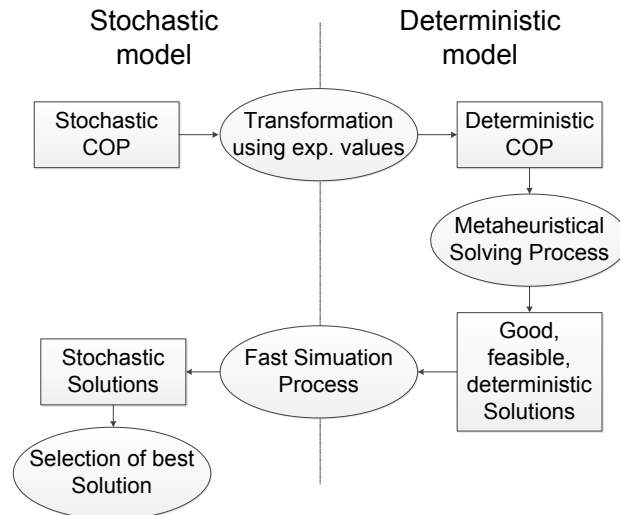 Stochastic
model
Deterministic
model
Stochastic
COP
Transformation
using exp. values
Deterministic
COP
Metaheuristical
Solving Process
Good,
feasible,
deterministic
Solutions
Fast Simuation
Process
Stochastic
Solutions
Selection of best
Solution